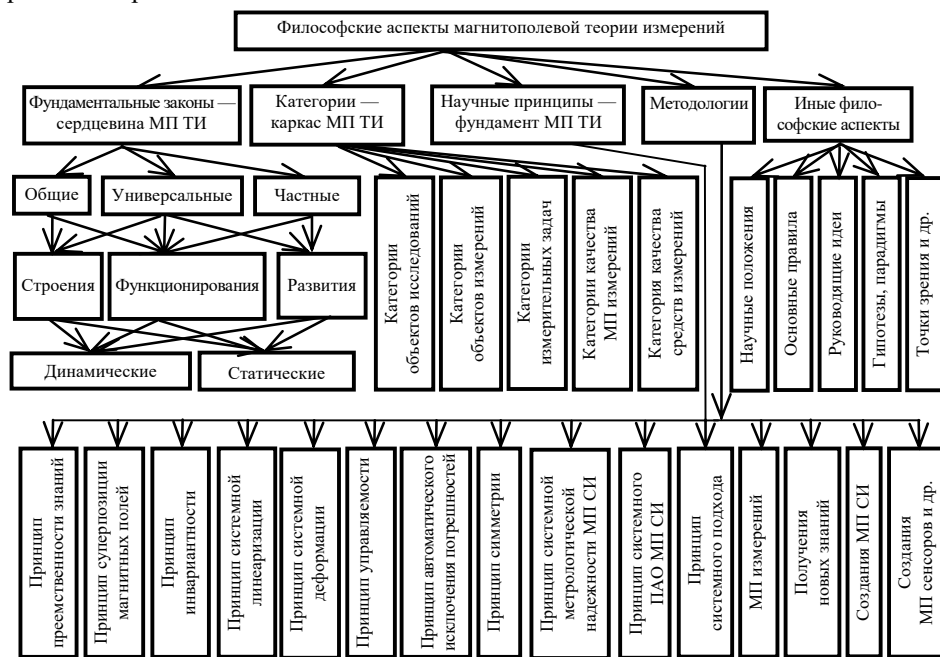 Философские аспекты магнитополевой теории измерений
Фундаментальные законы —
сердцевина МП ТИ
Категории —
каркас МП ТИ
Научные принципы —
фундамент МП ТИ
Методологии
Иные фило-
софские аспекты
Общие
Универсальные
Частные
Строения
Функционирования
Развития
Динамические
Статические
Категории
объектов исследований
Категории
объектов измерений
Категории
измерительных задач
Категории качества
МП измерений
Категория качества
средств измерений
Научные положения
Основные правила
Руководящие идеи
Гипотезы, парадигмы
Точки зрения и др.
Принцип
преемственности знаний
Принцип суперпозиции
магнитных полей
Принцип
инвариантности
Принцип системной
линеаризации
Принцип системной
деформации
Принцип управляемости
Принцип автоматического
исключения погрешностей
Принцип симметрии
Принцип системной
метрологической
надежности МП СИ
Принцип системного
ПАО МП СИ
Принцип
системного подхода
МП измерений
Получения
новых знаний
Создания МП СИ
Создания
МП сенсоров и др.